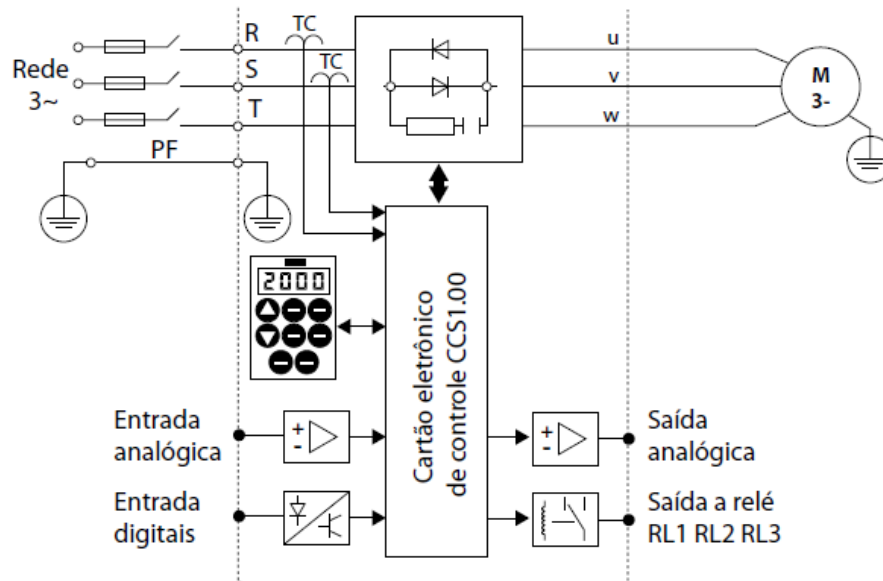 R
TC
S
TC
T
Rede
3~
PF
u
v
w
M
3-
2000
Cartão eletrônico
de controle CCS1.00
Entrada
analógica
+
-
Entrada
digitais
+
-
Saída
analógica
Saída a relé
RL1 RL2 RL3